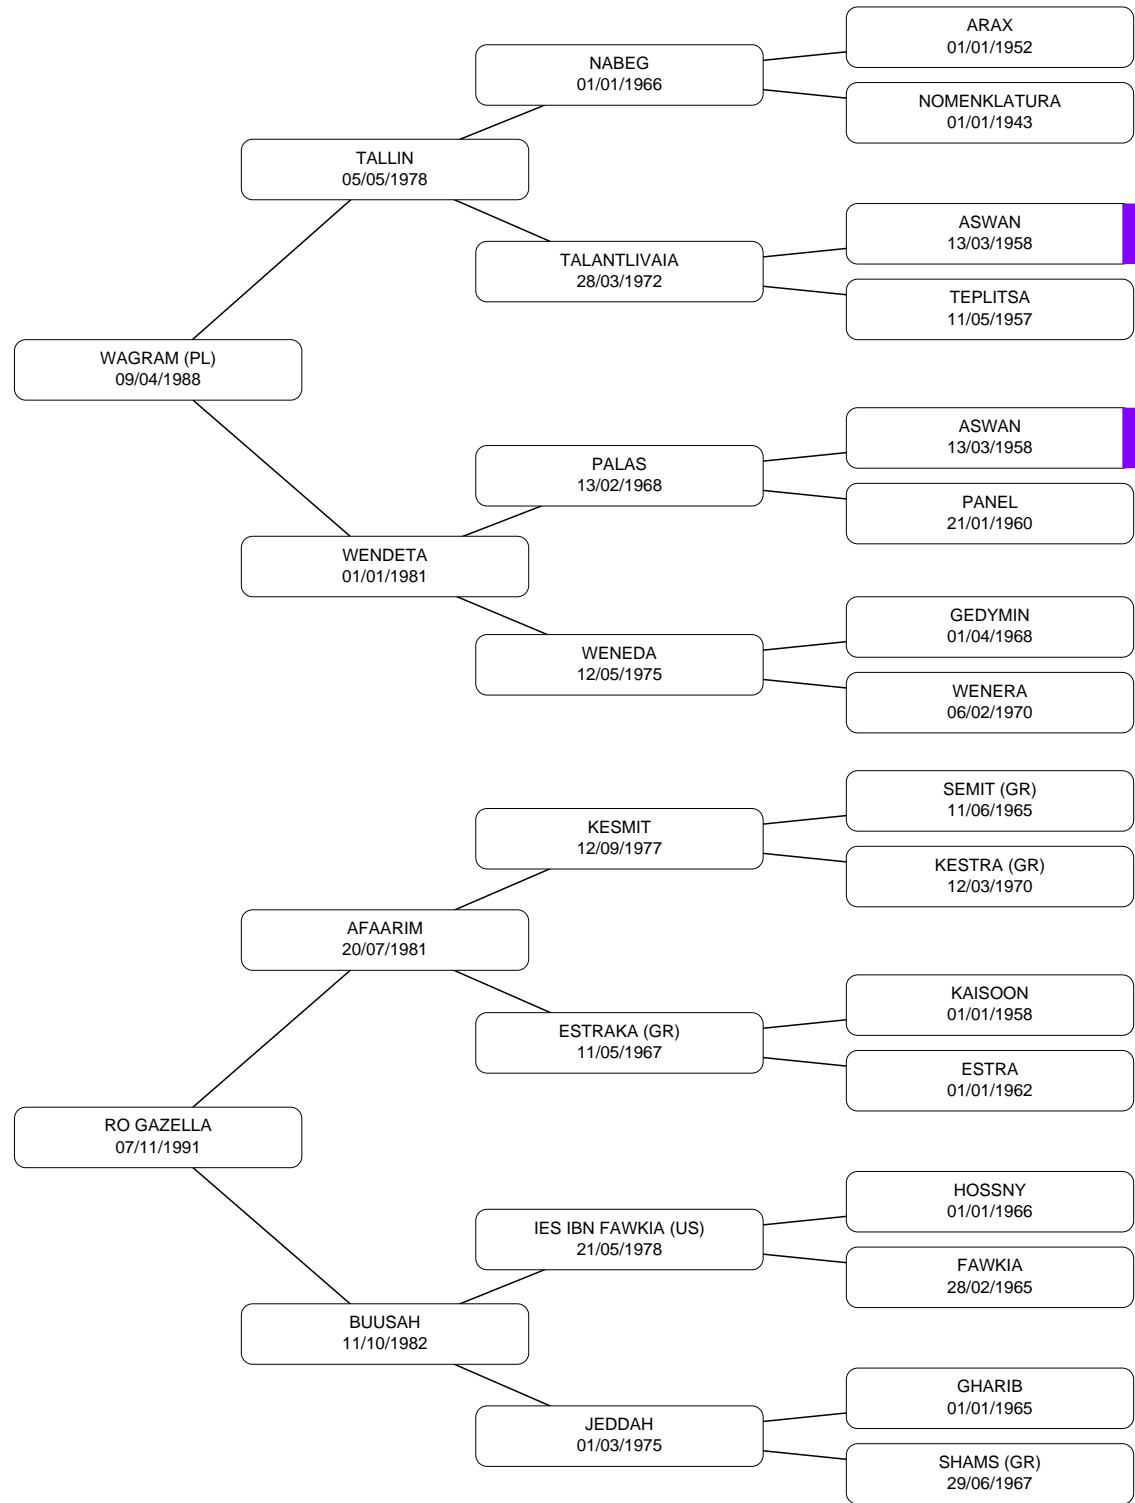 ARAX
01/01/1952
NABEG
01/01/1966
NOMENKLATURA
01/01/1943
TALLIN
05/05/1978
ASWAN
13/03/1958
TALANTLIVAIA
28/03/1972
TEPLITSA
11/05/1957
WAGRAM (PL)
09/04/1988
ASWAN
13/03/1958
PALAS
13/02/1968
PANEL
21/01/1960
WENDETA
01/01/1981
GEDYMIN
01/04/1968
WENEDA
12/05/1975
WENERA
06/02/1970
SEMIT (GR)
11/06/1965
KESMIT
12/09/1977
KESTRA (GR)
12/03/1970
AFAARIM
20/07/1981
KAISOON
01/01/1958
ESTRAKA (GR)
11/05/1967
ESTRA
01/01/1962
RO GAZELLA
07/11/1991
HOSSNY
01/01/1966
IES IBN FAWKIA (US)
21/05/1978
FAWKIA
28/02/1965
BUUSAH
11/10/1982
GHARIB
01/01/1965
JEDDAH
01/03/1975
SHAMS (GR)
29/06/1967